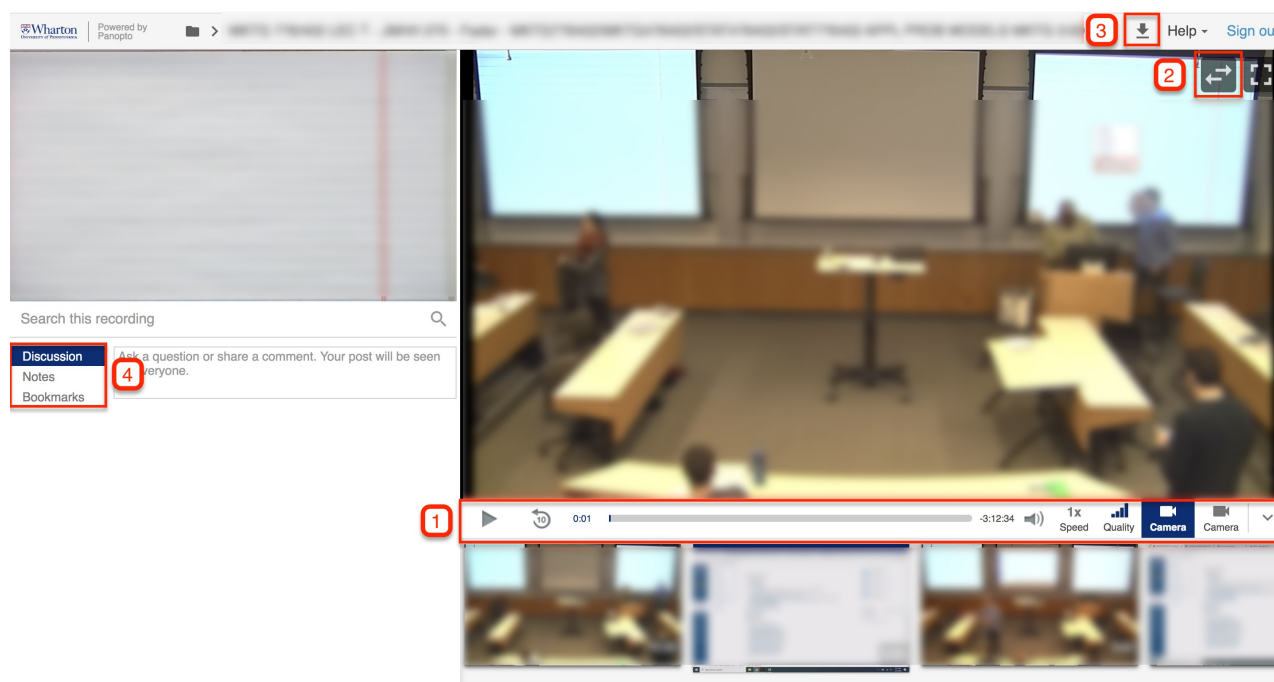 Wharton
UNIVERSITY of PENNSYLVANIA
Powered by
Panopto
3
Help
Sign ou
2
Search this recording
Discussion
Notes
Bookmarks
4
Ask a question or share a comment. Your post will be seen
veryone.
1
10
0:01
-3:12:34
1x
Speed
Quality
Camera
Camera